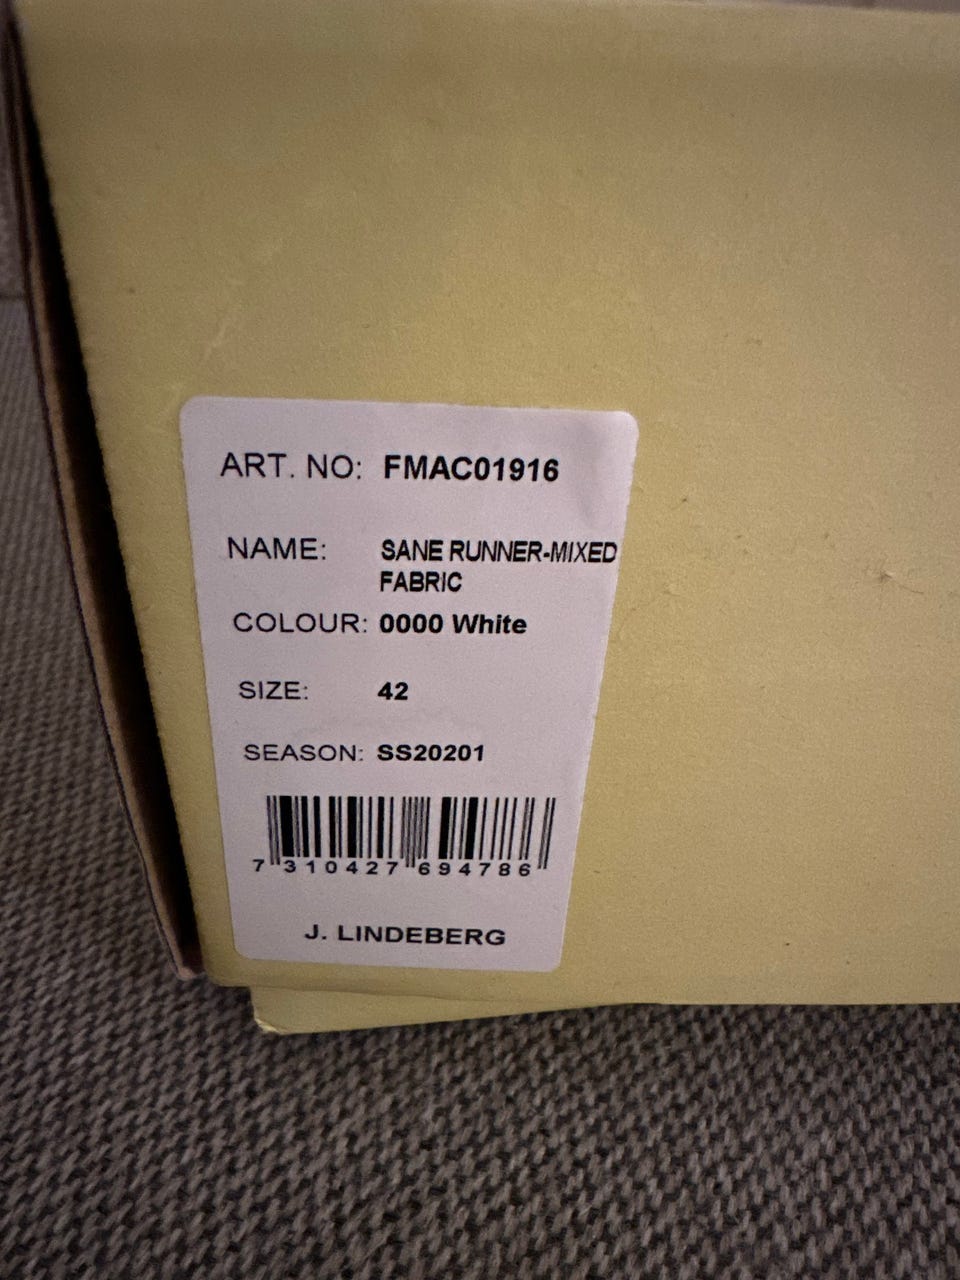 ART. NO: FMAC01916
NAME: SANE RUNNER-MIXED
FABRIC
COLOUR: 0000 White
SIZE: 42
SEASON: SS20201
7 310427 694786
J. LINDEBERG